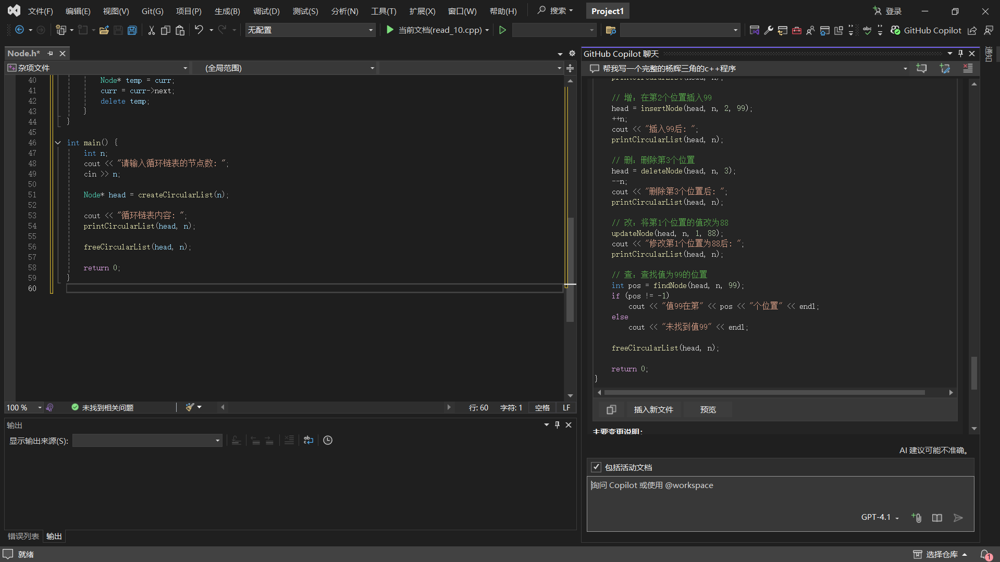 文件(F) 编辑(E) 视图(V) Git(G) 项目(P) 生成(B) 调试(D) 测试(S) 分析(N) 工具(T) 扩展(X) 窗口(W) 帮助(H) 搜索 Project1 登录
无配置 当前文档(read_10.cpp) GitHub Copilot
Node.h*
杂项文件 (全局范围)
40 Node* temp = curr;
41 curr = curr->next;
42 delete temp;
43 }
44 }
45
46 int main() {
47 int n;
48 cout << "请输入循环链表的节点数: ";
49 cin >> n;
50
51 Node* head = createCircularList(n);
52
53 cout << "循环链表内容: ";
54 printCircularList(head, n);
55
56 freeCircularList(head, n);
57
58 return 0;
59 }
60
100 % 未找到相关问题 行: 60 字符: 1 空格 LF
输出
显示输出来源(S):
错误列表 输出
GitHub Copilot 聊天
帮我写一个完整的杨辉三角的c++程序
printCircularList(head, n);
// 增: 在第2个位置插入99
head = insertNode(head, n, 2, 99);
++n;
cout << "插入99后: ";
printCircularList(head, n);
// 删: 删除第3个位置
head = deleteNode(head, n, 3);
--n;
cout << "删除第3个位置后: ";
printCircularList(head, n);
// 改: 将第1个位置的值改为88
updateNode(head, n, 1, 88);
cout << "修改第1个位置为88后: ";
printCircularList(head, n);
// 查: 查找值为99的位置
int pos = findNode(head, n, 99);
if (pos != -1)
cout << "值99在第" << pos << "个位置" << endl;
else
cout << "未找到值99" << endl;
freeCircularList(head, n);
return 0;
}
插入新文件 预览
主要变更说明:
AI 建议可能不准确。
包括活动文档
询问 Copilot 或使用 @workspace
GPT-4.1
通知
就绪 选择仓库 1